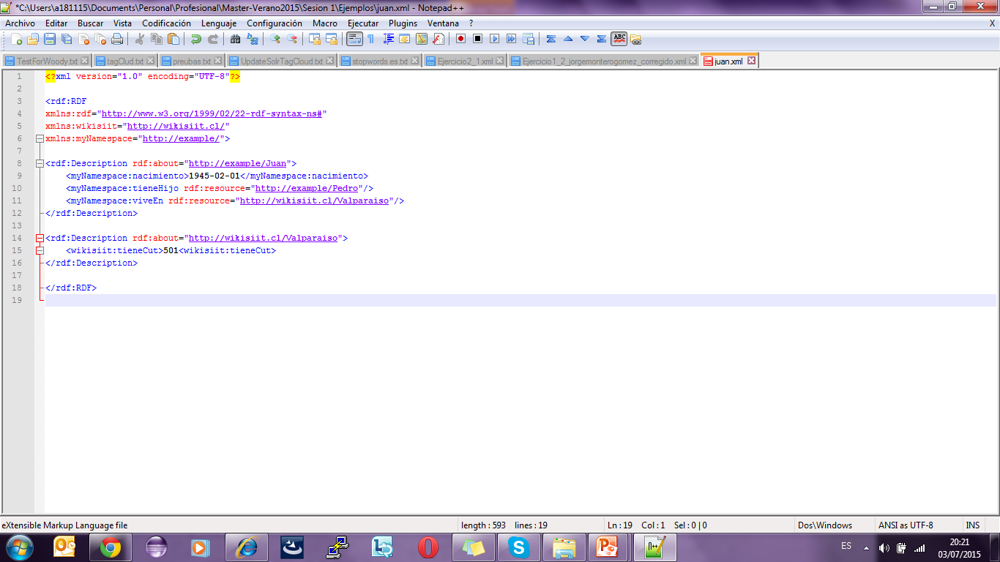 *C:\Users\a181115\Documents\Personal\Profesional\Master-Verano2015\Sesion 1\Ejemplos\juan.xml - Notepad++
Archivo Editar Buscar Vista Codificación Lenguaje Configuración Macro Ejecutar Plugins Ventana ? X
ABC
TestForWoody.txt tagClud.txt preubas.txt UpdateSolrTagCloud.txt stopwords.es.txt Ejercicio2_1.xml Ejercicio1_2_jorgemonterogomez_corregido.xml juan.xml
1 <?xml version="1.0" encoding="UTF-8"?>
2
3 <rdf:RDF
4 xmlns:rdf="http://www.w3.org/1999/02/22-rdf-syntax-ns#"
5 xmlns:wikisiit="http://wikisiit.cl/"
6 xmlns:myNamespace="http://example/">
7
8 <rdf:Description rdf:about="http://example/Juan">
9 <myNamespace:nacimiento>1945-02-01</myNamespace:nacimiento>
10 <myNamespace:tieneHijo rdf:resource="http://example/Pedro"/>
11 <myNamespace:viveEn rdf:resource="http://wikisiit.cl/Valparaiso"/>
12 </rdf:Description>
13
14 <rdf:Description rdf:about="http://wikisiit.cl/Valparaiso">
15 <wikisiit:tieneCut>501<wikisiit:tieneCut>
16 </rdf:Description>
17
18 </rdf:RDF>
19
eXtensible Markup Language file length : 593 lines : 19 Ln : 19 Col : 1 Sel : 0 | 0 Dos\Windows ANSI as UTF-8 INS
ES 20:21
03/07/2015